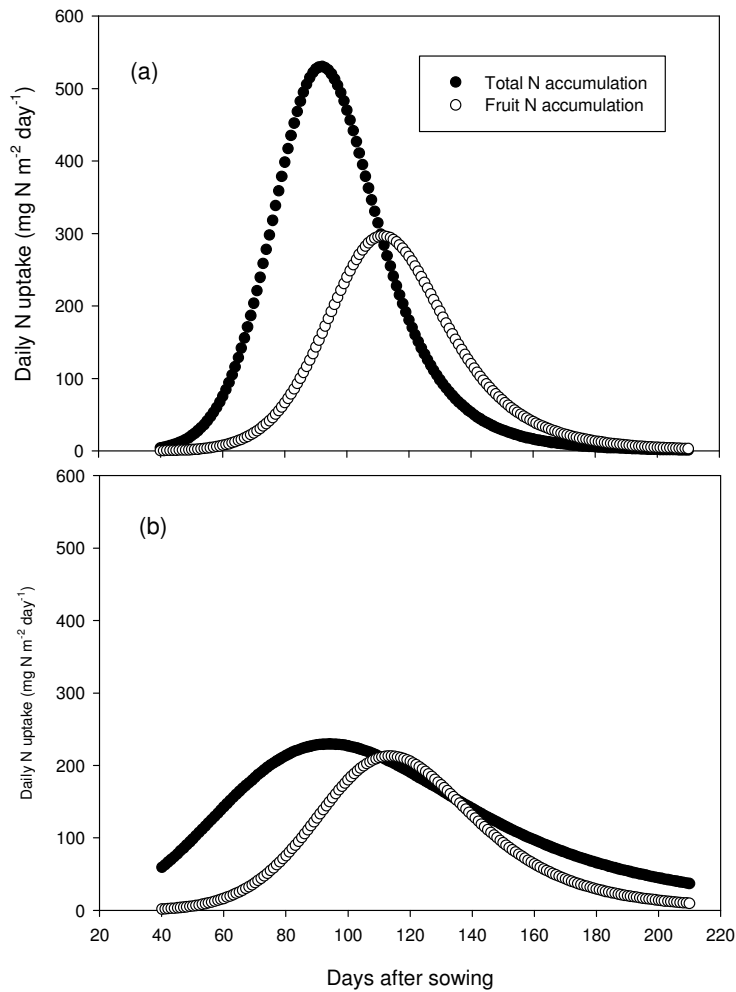 600
(a)
Total N accumulation
Fruit N accumulation
500
400
300
200
100
0
Daily N uptake (mg N m⁻² day⁻¹)
600
(b)
500
400
300
200
100
0
Daily N uptake (mg N m⁻² day⁻¹)
20 40 60 80 100 120 140 160 180 200 220
Days after sowing